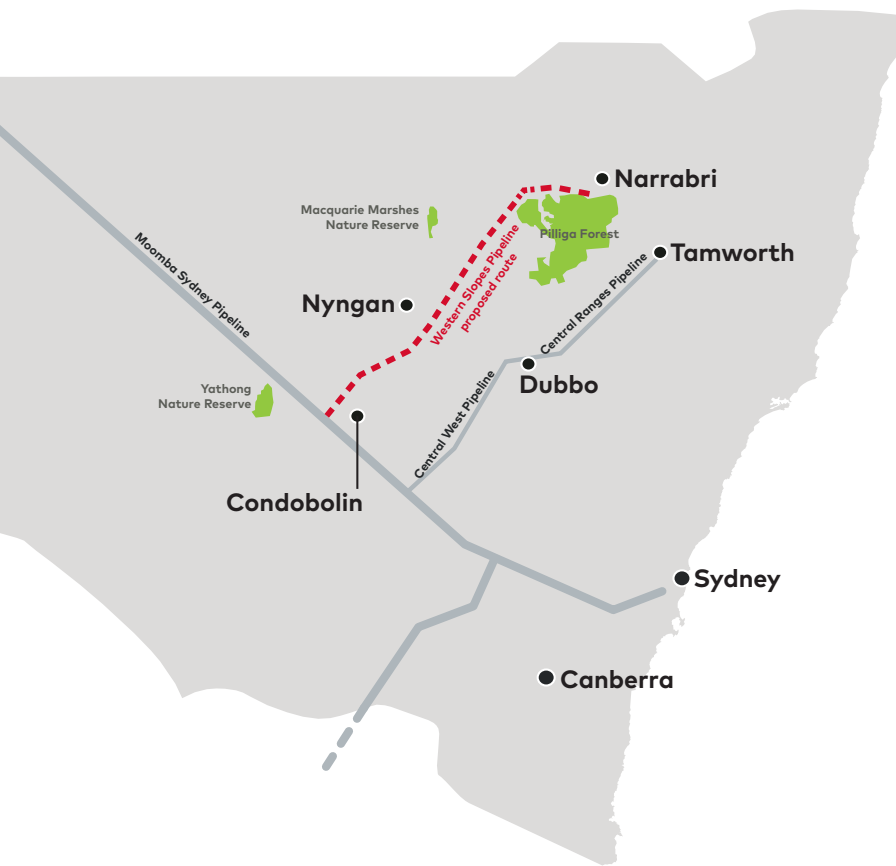 Narrabri
Macquarie Marshes
Nature Reserve
Pilliga Forest
Moomba Sydney Pipeline
Western Slopes Pipeline
proposed route
Tamworth
Nyngan
Central Ranges Pipeline
Dubbo
Yathong
Nature Reserve
Central West Pipeline
Condobolin
Sydney
Canberra